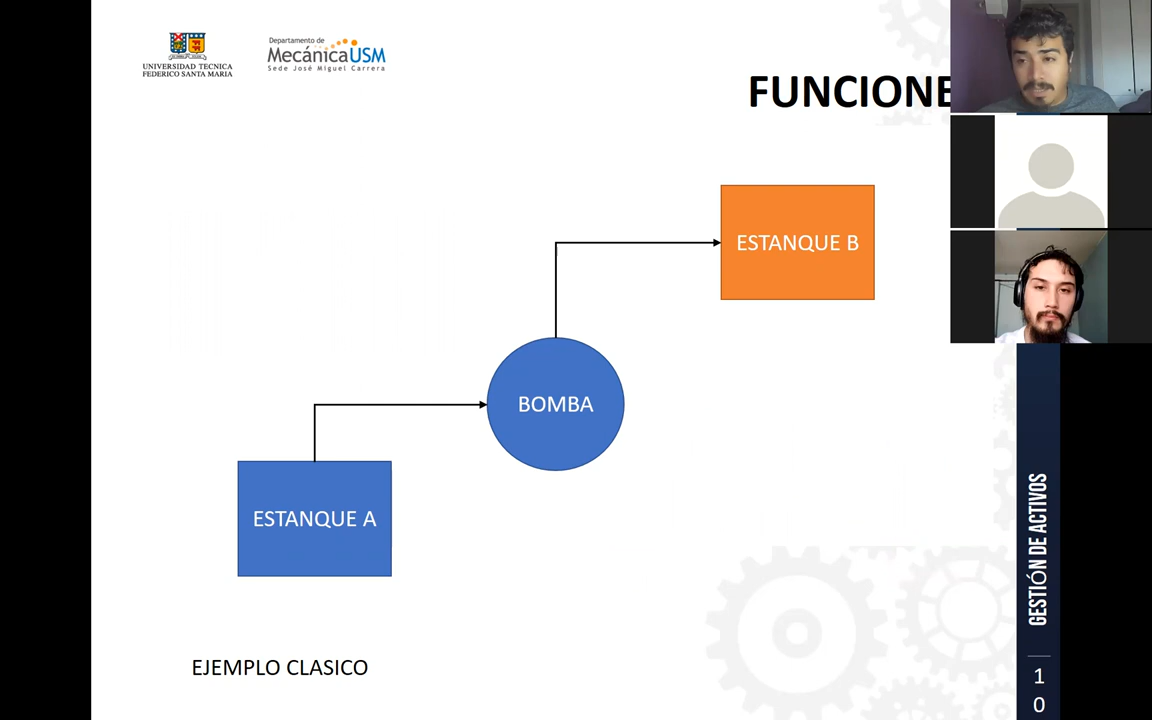 UNIVERSIDAD TECNICA
FEDERICO SANTA MARIA
Departamento de
MecánicaUSM
Sede José Miguel Carrera
FUNCIONE
ESTANQUE B
BOMBA
ESTANQUE A
EJEMPLO CLASICO
GESTIÓN DE ACTIVOS
1
0